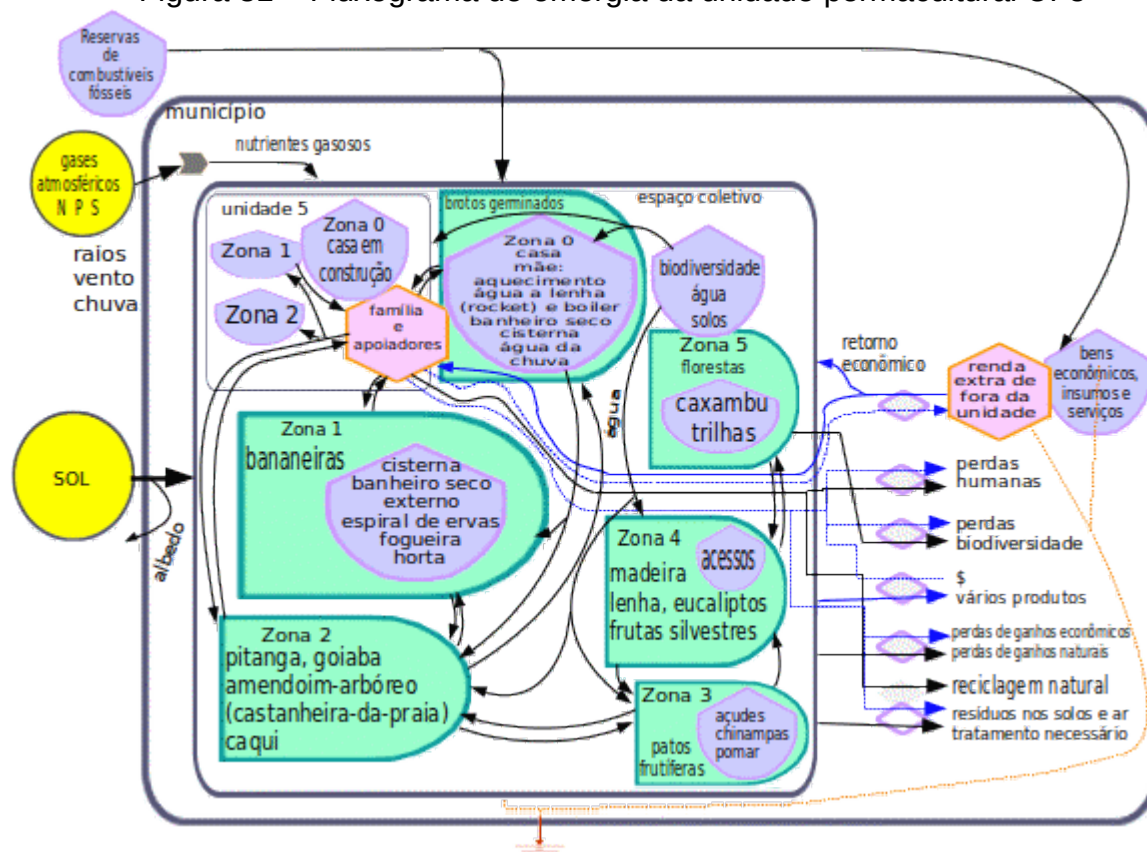 Reservas
de
combustíveis
fósseis
município
gases
atmosféricos
N P S
nutrientes gasosos
raios
vento
chuva
unidade 5
Zona 0
casa em
construção
Zona 1
Zona 2
família
e
apoiadores
brotos germinados
Zona 0
casa
mãe:
aquecimento
água a lenha
(rocket) e boiler
banheiro seco
cisterna
água da
chuva
espaço coletivo
biodiversidade
água
solos
água
Zona 5
florestas
caxambu
trilhas
retorno
econômico
renda
extra de
fora da
unidade
bens
econômicos,
insumos e
serviços
SOL
albedo
Zona 1
bananeiras
cisterna
banheiro seco
externo
espiral de ervas
fogueira
horta
Zona 2
pitanga, goiaba
amendoim-arbóreo
(castanheira-da-praia)
caqui
Zona 4
acessos
madeira
lenha, eucaliptos
frutas silvestres
Zona 3
açudes
chinampas
pomar
patos
frutíferas
perdas
humanas
perdas
biodiversidade
$
vários produtos
perdas de ganhos econômicos
perdas de ganhos naturais
reciclagem natural
resíduos nos solos e ar
tratamento necessário